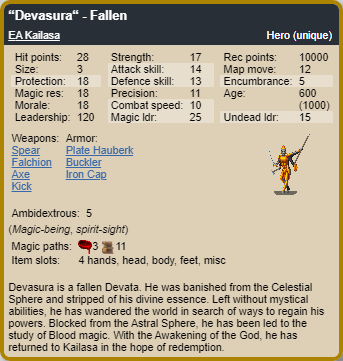 “Devasura“ - Fallen
EA Kailasa Hero (unique)
Hit points: 28 Strength: 17 Rec points: 10000
Size: 3 Attack skill: 14 Map move: 12
Protection: 18 Defence skill: 13 Encumbrance: 5
Magic res: 18 Precision: 11 Age: 600
Morale: 18 Combat speed: 10 (1000)
Leadership: 120 Magic ldr: 25 Undead ldr: 15
Weapons: Armor:
Spear Plate Hauberk
Falchion Buckler
Axe Iron Cap
Kick
Ambidextrous: 5
(Magic-being, spirit-sight)
Magic paths: 3 11
Item slots: 4 hands, head, body, feet, misc
Devasura is a fallen Devata. He was banished from the Celestial
Sphere and stripped of his divine essence. Left without mystical
abilities, he has wandered the world in search of ways to regain his
powers. Blocked from the Astral Sphere, he has been led to the
study of Blood magic. With the Awakening of the God, he has
returned to Kailasa in the hope of redemption.